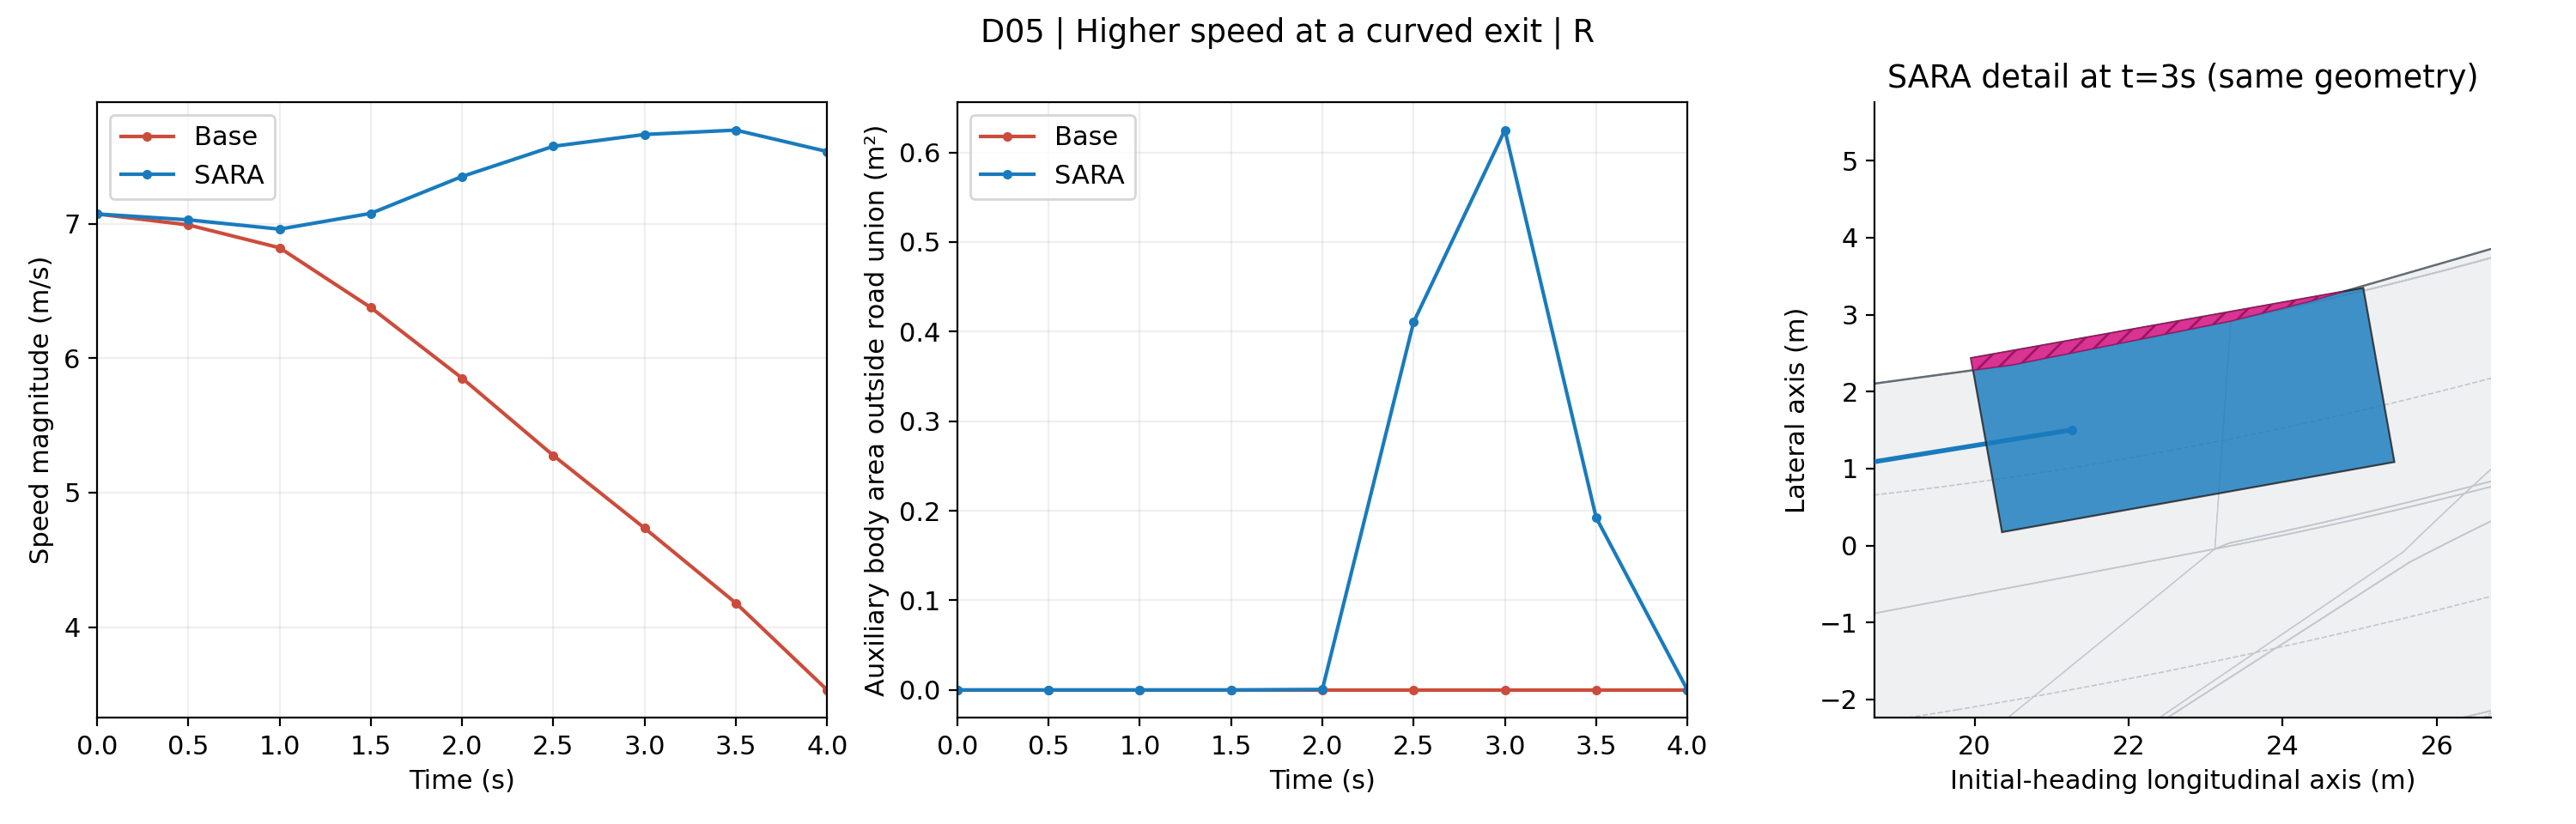 D05 | Higher speed at a curved exit | R
Speed magnitude (m/s)
7
6
5
4
Base
SARA
0.0 0.5 1.0 1.5 2.0 2.5 3.0 3.5 4.0
Time (s)
Auxiliary body area outside road union (m²)
0.6
0.5
0.4
0.3
0.2
0.1
0.0
Base
SARA
0.0 0.5 1.0 1.5 2.0 2.5 3.0 3.5 4.0
Time (s)
SARA detail at t=3s (same geometry)
Lateral axis (m)
5
4
3
2
1
0
−1
−2
20 22 24 26
Initial-heading longitudinal axis (m)